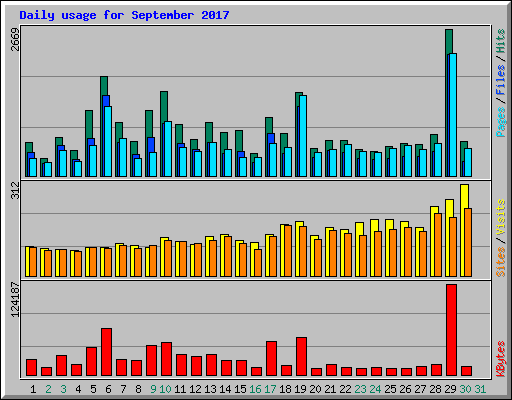 Daily usage for September 2017
2669
312
124187
Pages / Files / Hits
Sites / Visits
KBytes
1 2 3 4 5 6 7 8 9 10 11 12 13 14 15 16 17 18 19 20 21 22 23 24 25 26 27 28 29 30 31